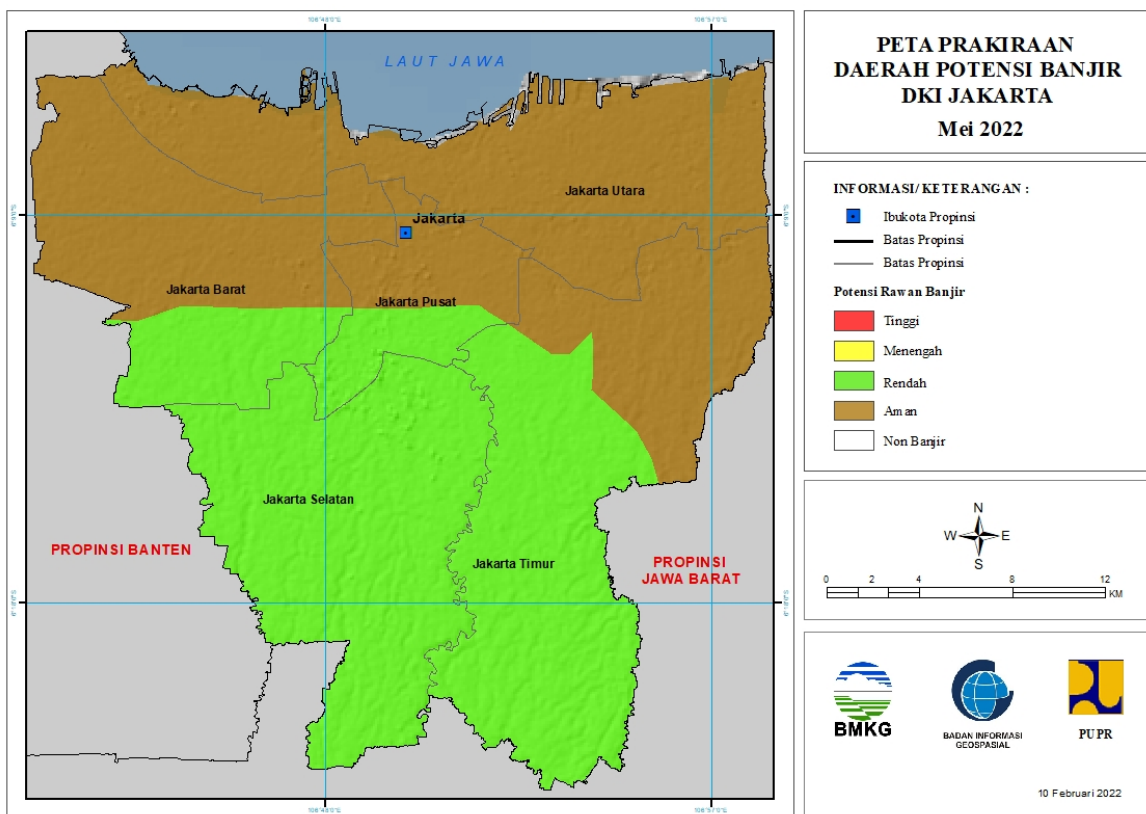 PETA PRAKIRAAN
DAERAH POTENSI BANJIR
DKI JAKARTA
Mei 2022
INFORMASI/ KETERANGAN :
Ibukota Propinsi
Batas Propinsi
Batas Propinsi
Potensi Rawan Banjir
Tinggi
Menengah
Rendah
Aman
Non Banjir
LAUT JAWA
Jakarta Utara
Jakarta
Jakarta Barat
Jakarta Pusat
Jakarta Selatan
Jakarta Timur
PROPINSI BANTEN
PROPINSI
JAWA BARAT
N
W E
S
0 2 4 8 12
KM
BMKG
BADAN INFORMASI
GEOSPASIAL
PUPR
10 Februari 2022